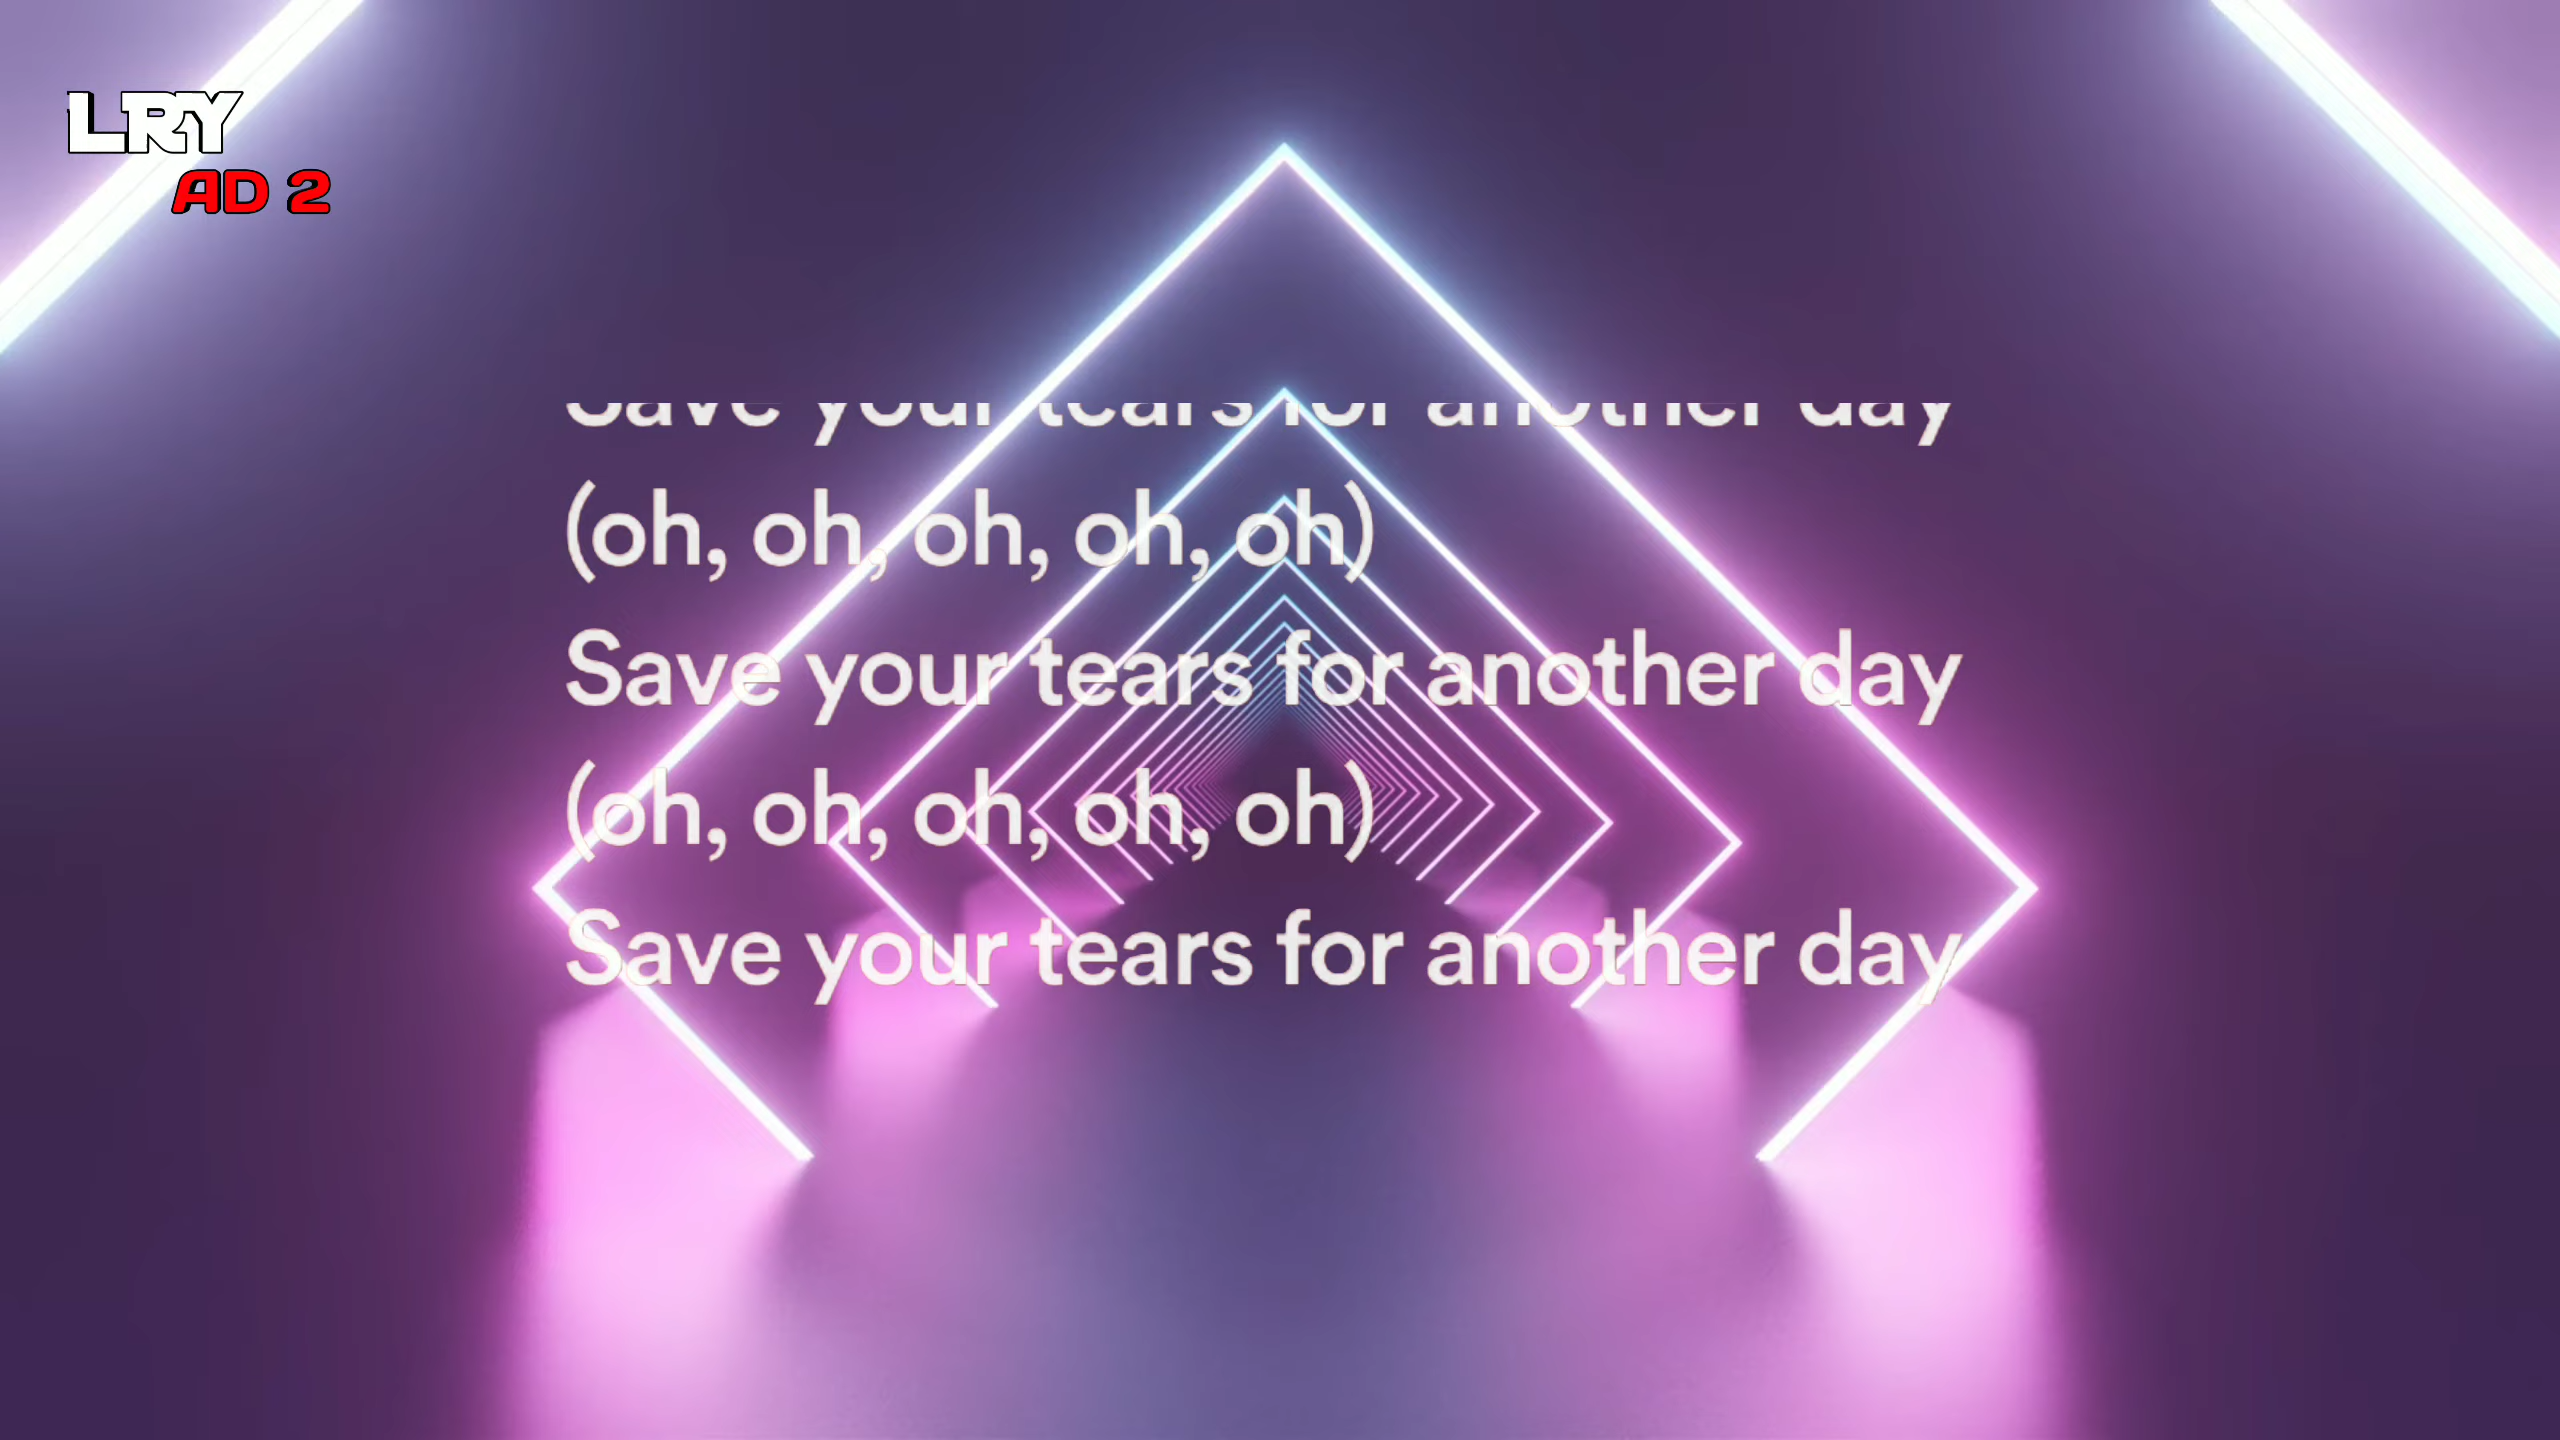 LRY
AD 2
Save your tears for another day
(oh, oh, oh, oh, oh)
Save your tears for another day
(oh, oh, oh, oh, oh)
Save your tears for another day